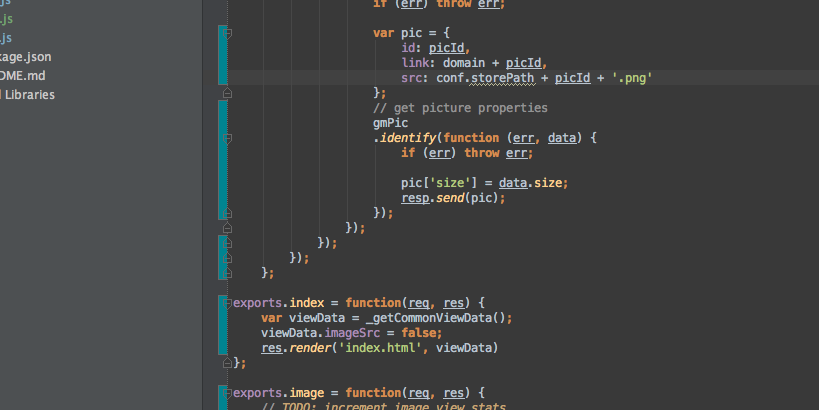 .js
.js
.js
kage.json
DME.md
Libraries
if (err) throw err;
var pic = {
id: picId,
link: domain + picId,
src: conf.storePath + picId + '.png'
};
// get picture properties
gmPic
.identify(function (err, data) {
if (err) throw err;
pic['size'] = data.size;
resp.send(pic);
});
});
});
});
};
exports.index = function(req, res) {
var viewData = _getCommonViewData();
viewData.imageSrc = false;
res.render('index.html', viewData)
};
exports.image = function(req, res) {
// TODO: increment image view stats